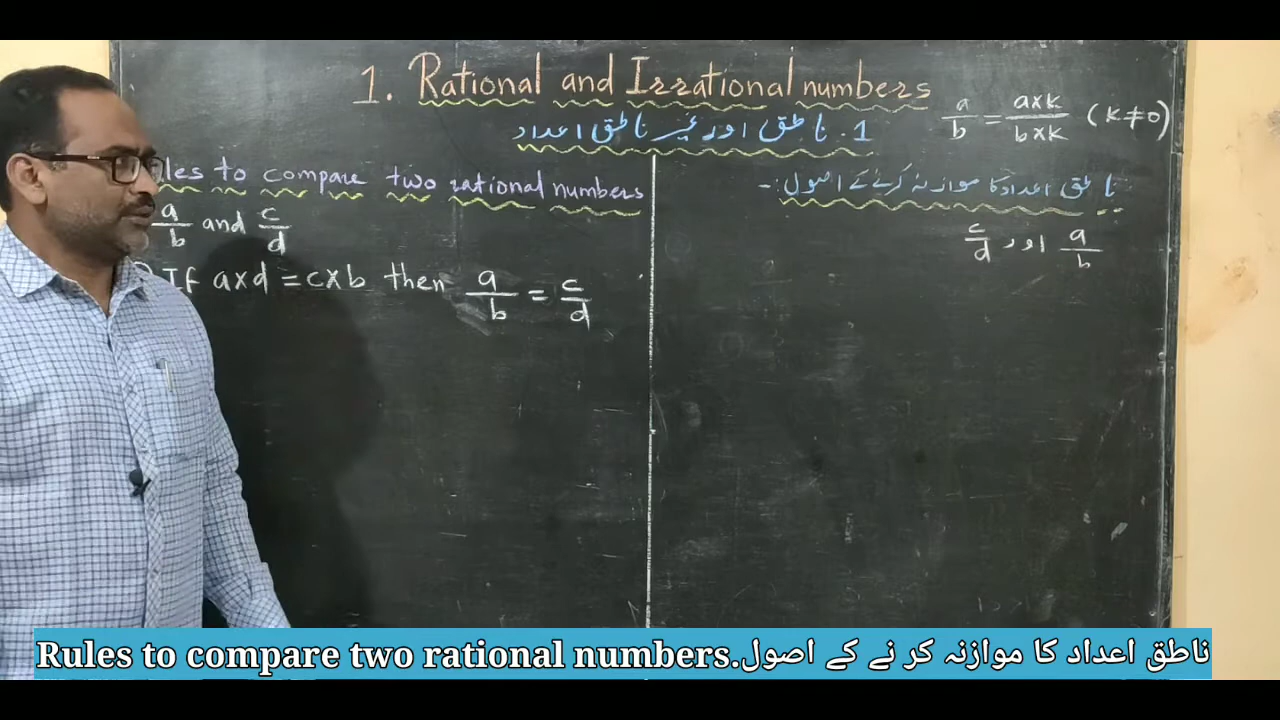 1. Rational and Irrational numbers
1. ناطق اور غیر ناطق اعداد
a/b = a×k/b×k (k≠0)
to compare two rational numbers
a/b and c/d
If a×d = c×b then a/b = c/d
ناطق اعداد کا موازنہ کرنے کے اصول :-
a/b اور c/d
Rules to compare two rational numbers.ناطق اعداد کا موازنہ کر نے کے اصول